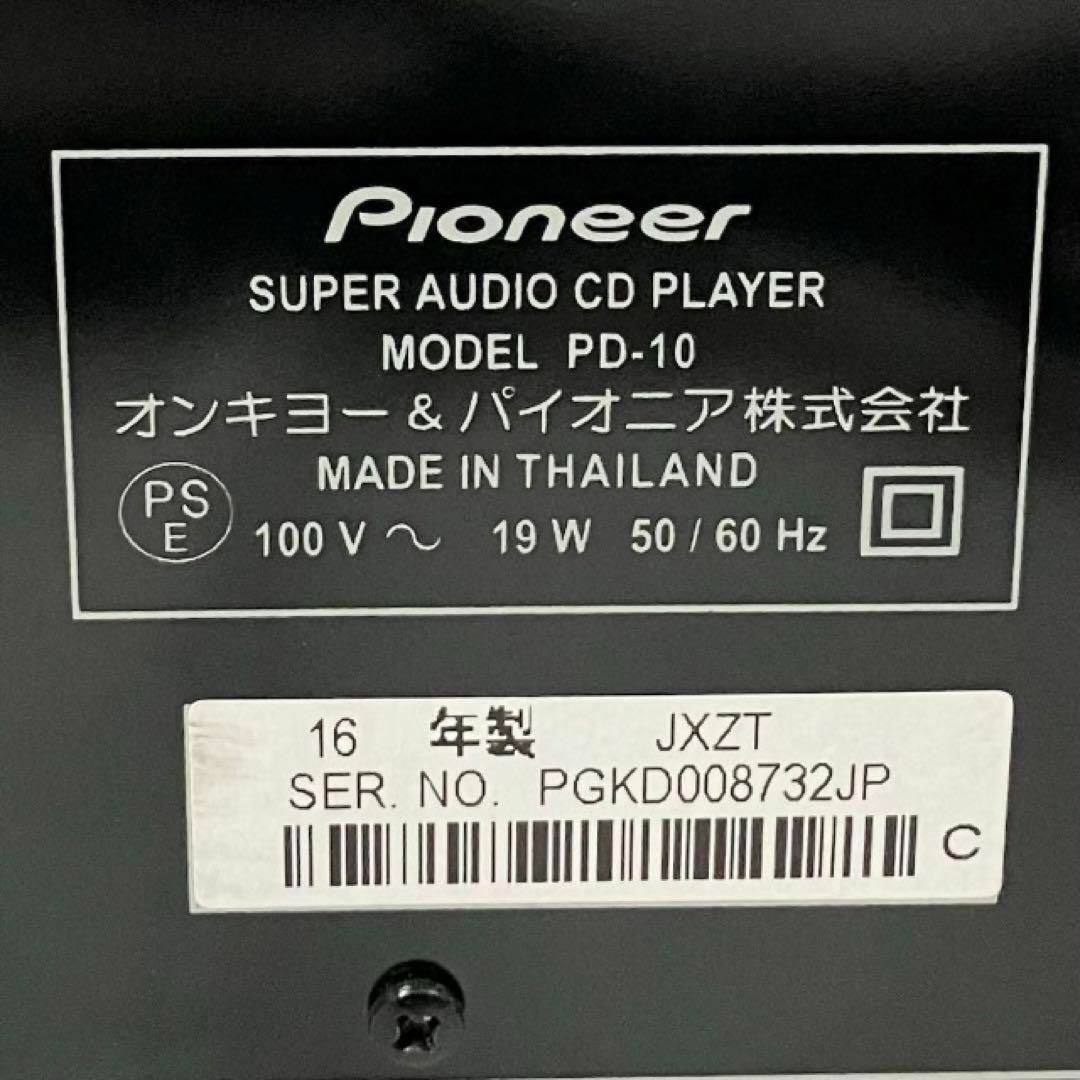 Pioneer
SUPER AUDIO CD PLAYER
MODEL PD-10
オンキヨー&パイオニア株式会社
MADE IN THAILAND
PS
E
100 V ～ 19 W 50 / 60 Hz
16 年製 JXZT
SER. NO. PGKD008732JP
C